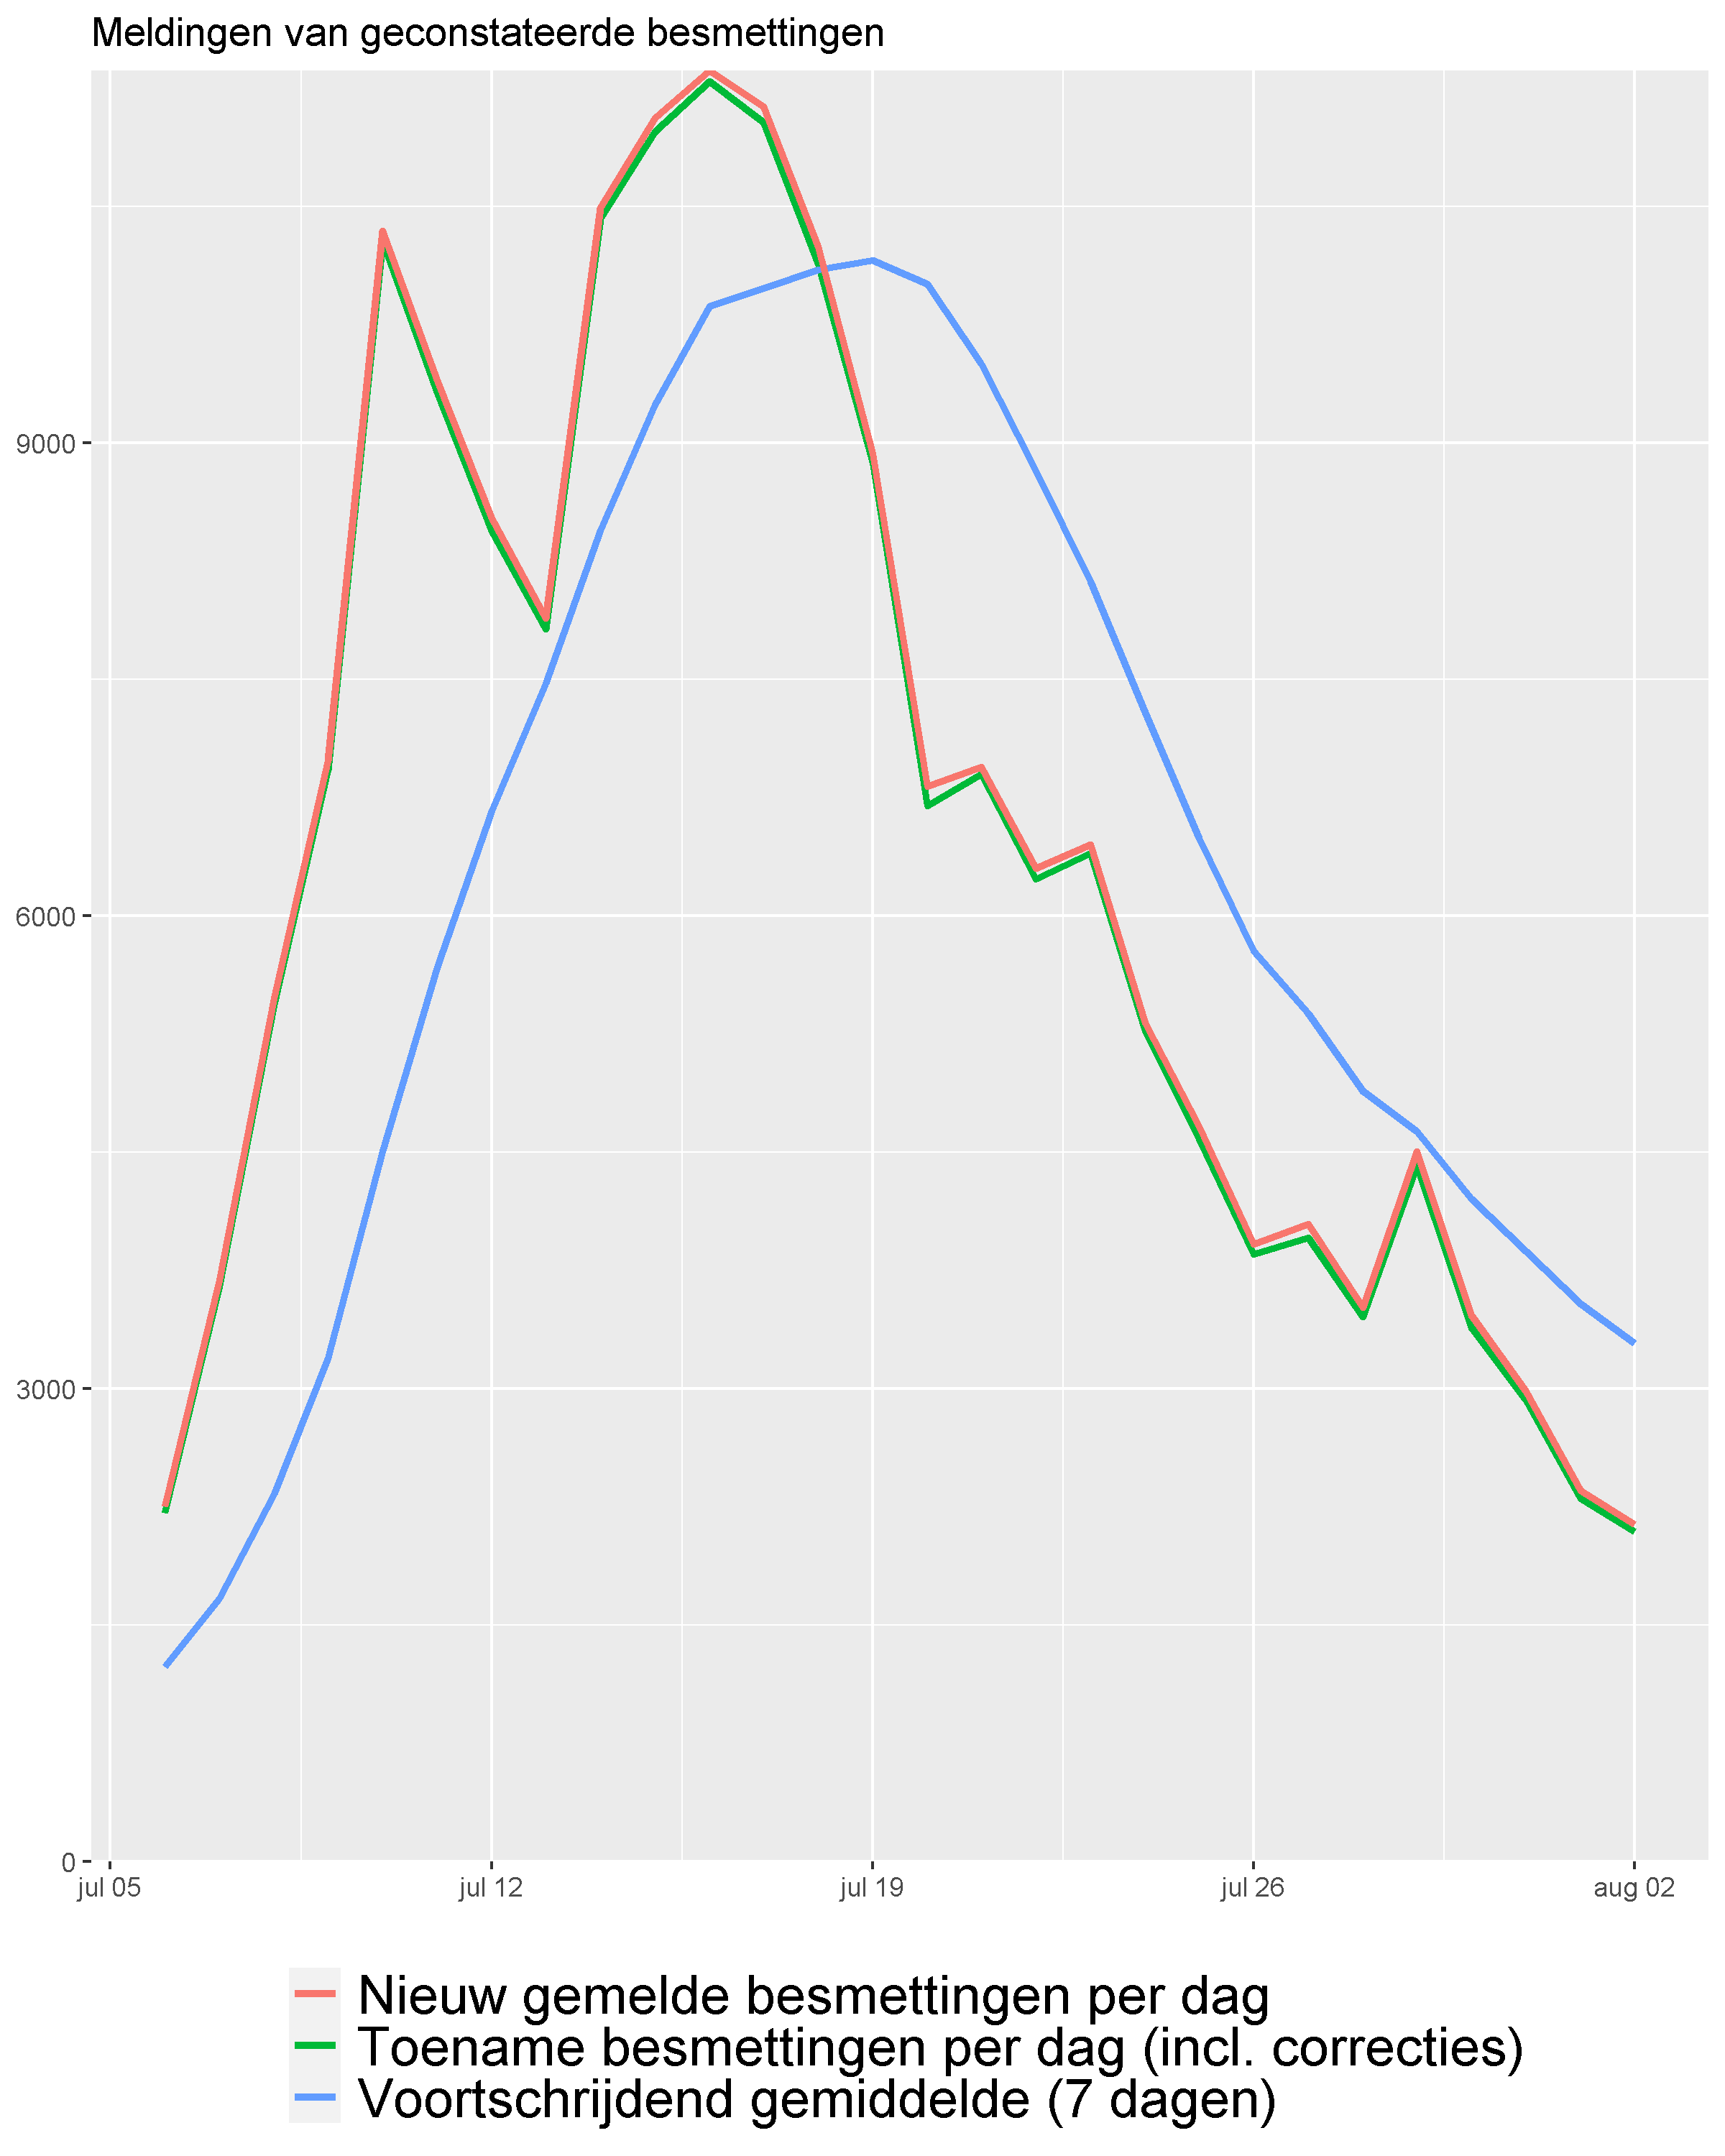 Meldingen van geconstateerde besmettingen
9000
6000
3000
0
jul 05
jul 12
jul 19
jul 26
aug 02
Nieuw gemelde besmettingen per dag
Toename besmettingen per dag (incl. correcties)
Voortschrijdend gemiddelde (7 dagen)